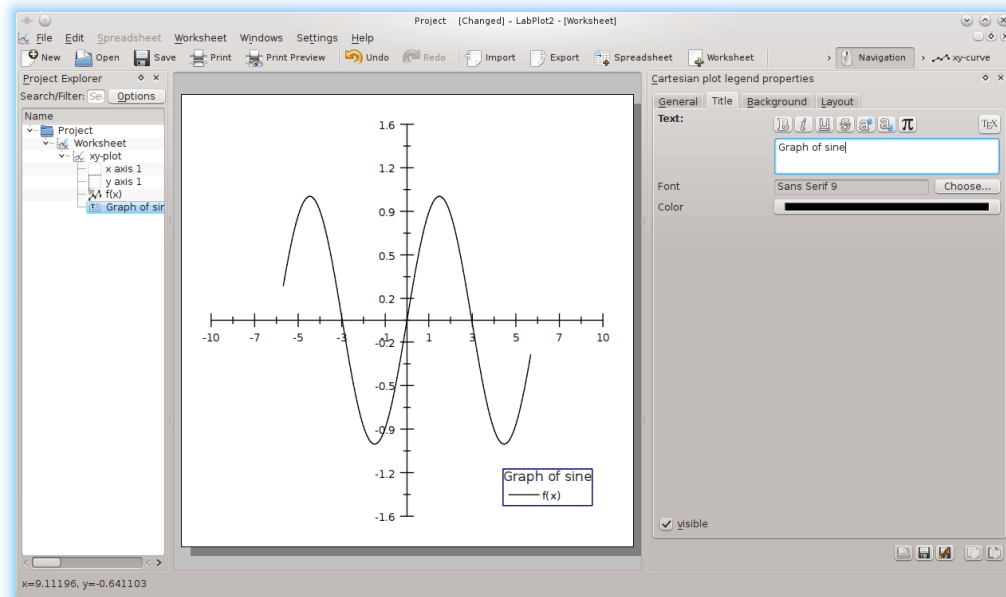 Project [Changed] – LabPlot2 - [Worksheet]
File Edit Spreadsheet Worksheet Windows Settings Help
New Open Save Print Print Preview Undo Redo Import Export Spreadsheet Worksheet Navigation xy-curve
Project Explorer
Search/Filter: Options
Name
Project
Worksheet
xy-plot
x axis 1
y axis 1
f(x)
Graph of sin
1.6
1.2
0.9
0.5
0.2
-10 -7 -5 -3 -1 1 3 5 7 10
-0.2
-0.5
-0.9
-1.2
-1.6
Graph of sine
f(x)
Cartesian plot legend properties
General Title Background Layout
Text: B i U S a a π TEX
Graph of sine
Font Sans Serif 9 Choose...
Color
visible
x=9.11196, y=-0.641103